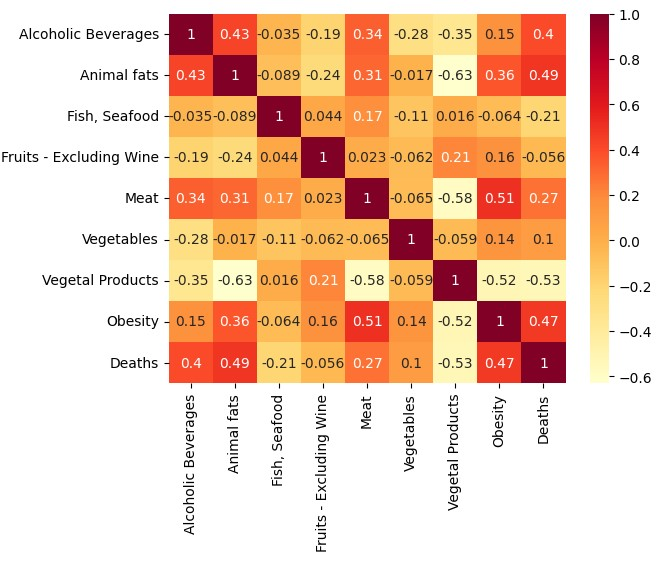 Alcoholic Beverages 1 0.43 -0.035 -0.19 0.34 -0.28 -0.35 0.15 0.4
Animal fats 0.43 1 -0.089 -0.24 0.31 -0.017 -0.63 0.36 0.49
Fish, Seafood -0.035 -0.089 1 0.044 0.17 -0.11 0.016 -0.064 -0.21
Fruits - Excluding Wine -0.19 -0.24 0.044 1 0.023 -0.062 0.21 0.16 -0.056
Meat 0.34 0.31 0.17 0.023 1 -0.065 -0.58 0.51 0.27
Vegetables -0.28 -0.017 -0.11 -0.062 -0.065 1 -0.059 0.14 0.1
Vegetal Products -0.35 -0.63 0.016 0.21 -0.58 -0.059 1 -0.52 -0.53
Obesity 0.15 0.36 -0.064 0.16 0.51 0.14 -0.52 1 0.47
Deaths 0.4 0.49 -0.21 -0.056 0.27 0.1 -0.53 0.47 1
Alcoholic Beverages
Animal fats
Fish, Seafood
Fruits - Excluding Wine
Meat
Vegetables
Vegetal Products
Obesity
Deaths
1.0
0.8
0.6
0.4
0.2
0.0
−0.2
−0.4
−0.6